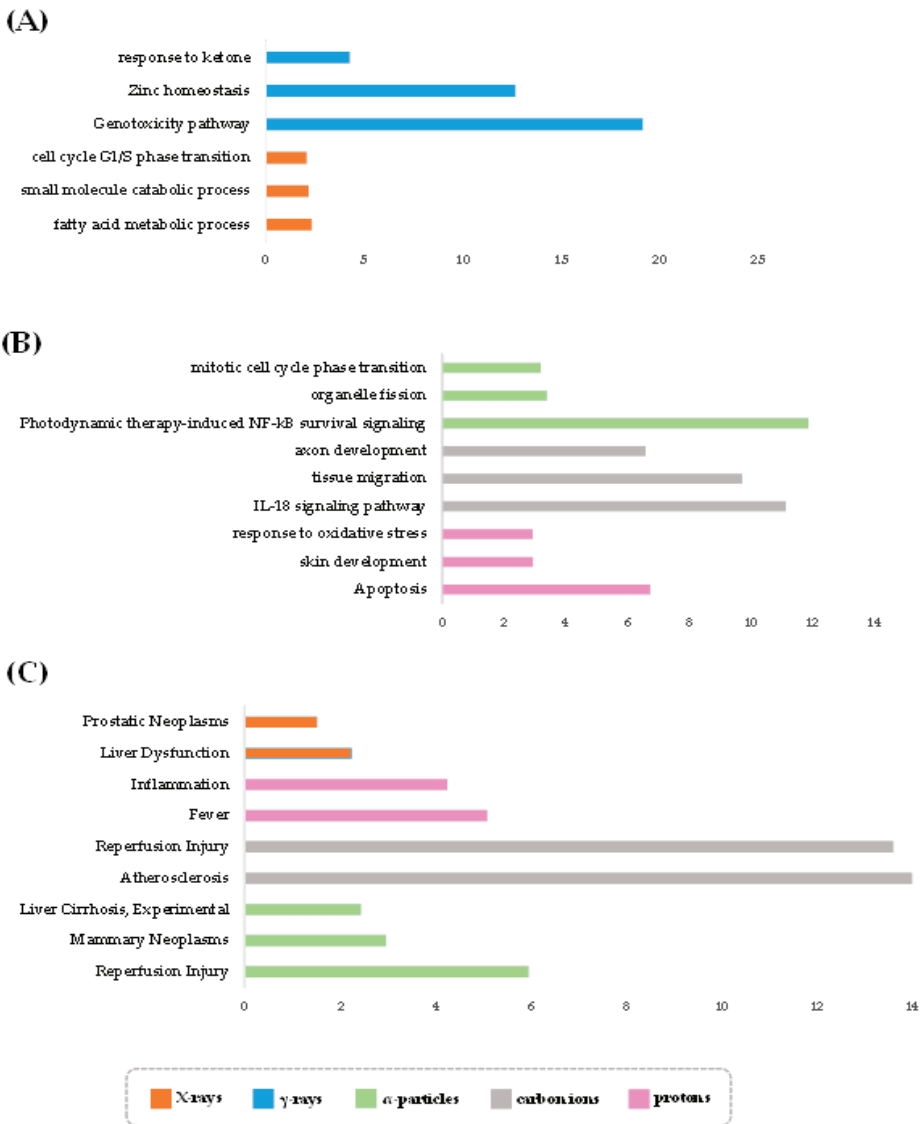 (A)
response to ketone
Zinc homeostasis
Genotoxicity pathway
cell cycle G1/S phase transition
small molecule catabolic process
fatty acid metabolic process
0 5 10 15 20 25
(B)
mitotic cell cycle phase transition
organelle fission
Photodynamic therapy-induced NF-kB survival signaling
axon development
tissue migration
IL-18 signaling pathway
response to oxidative stress
skin development
Apoptosis
0 2 4 6 8 10 12 14
(C)
Prostatic Neoplasms
Liver Dysfunction
Inflammation
Fever
Reperfusion Injury
Atherosclerosis
Liver Cirrhosis, Experimental
Mammary Neoplasms
Reperfusion Injury
0 2 4 6 8 10 12 14
X-rays γ-rays α-particles carbon ions protons